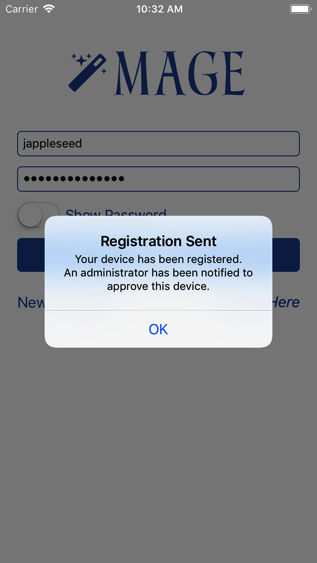 Carrier 10:32 AM
MAGE
jappleseed
••••••••••••••
Show Password
Registration Sent
Your device has been registered.
An administrator has been notified to
approve this device.
New Here
OK